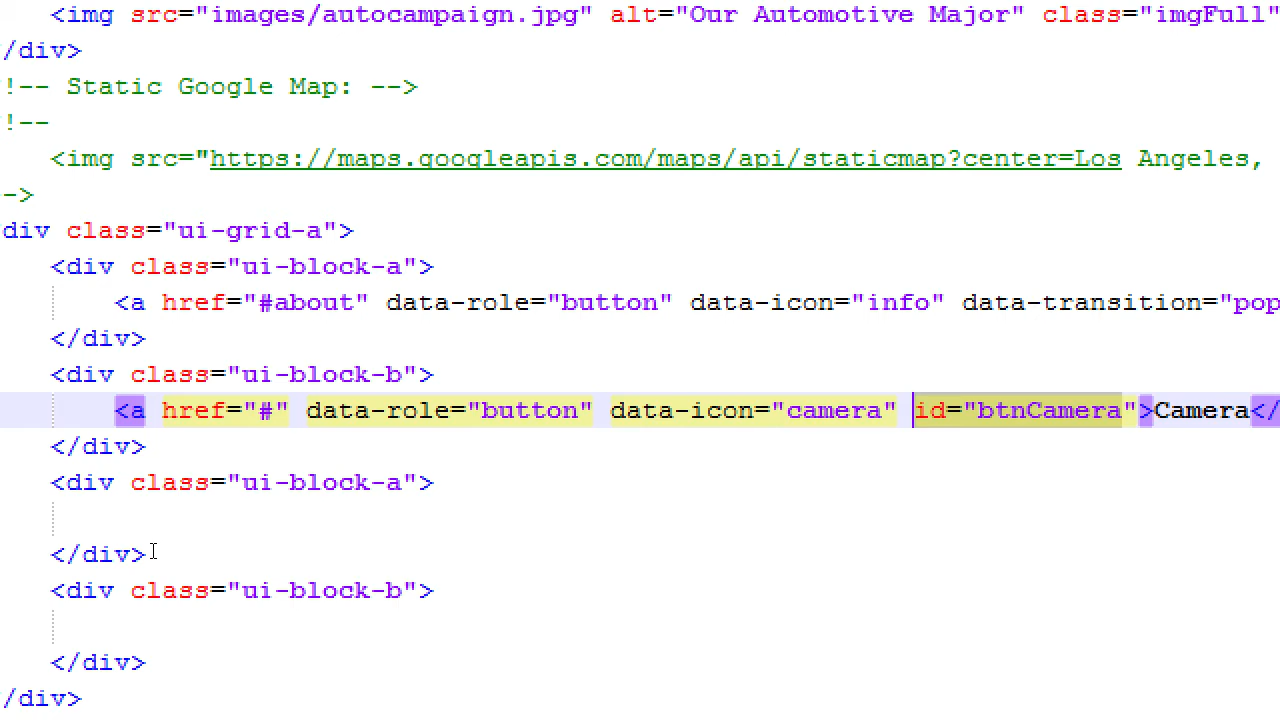 <img src="images/autocampaign.jpg" alt="Our Automotive Major" class="imgFull"
/div>
!-- Static Google Map: -->
!--
<img src="https://maps.googleapis.com/maps/api/staticmap?center=Los Angeles,
->
div class="ui-grid-a">
<div class="ui-block-a">
<a href="#about" data-role="button" data-icon="info" data-transition="pop
</div>
<div class="ui-block-b">
<a href="#" data-role="button" data-icon="camera" id="btnCamera">Camera</
</div>
<div class="ui-block-a">
</div>
<div class="ui-block-b">
</div>
/div>